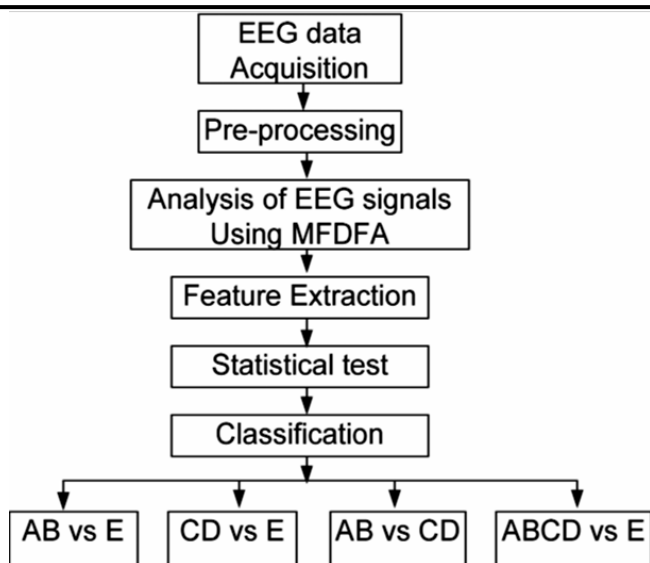 EEG data
Acquisition
Pre-processing
Analysis of EEG signals
Using MFDFA
Feature Extraction
Statistical test
Classification
AB vs E
CD vs E
AB vs CD
ABCD vs E